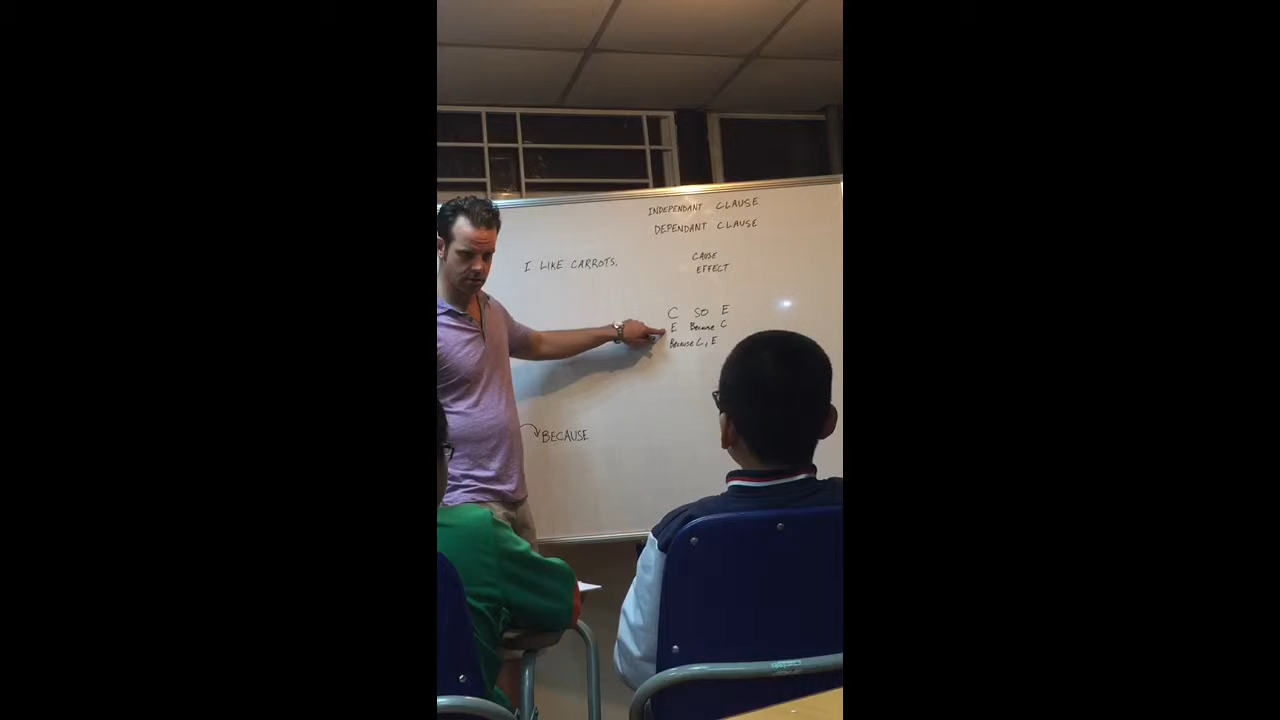 INDEPENDANT CLAUSE
DEPENDANT CLAUSE
I LIKE CARROTS.
CAUSE
EFFECT
C SO E
E Because C
Because C, E
BECAUSE